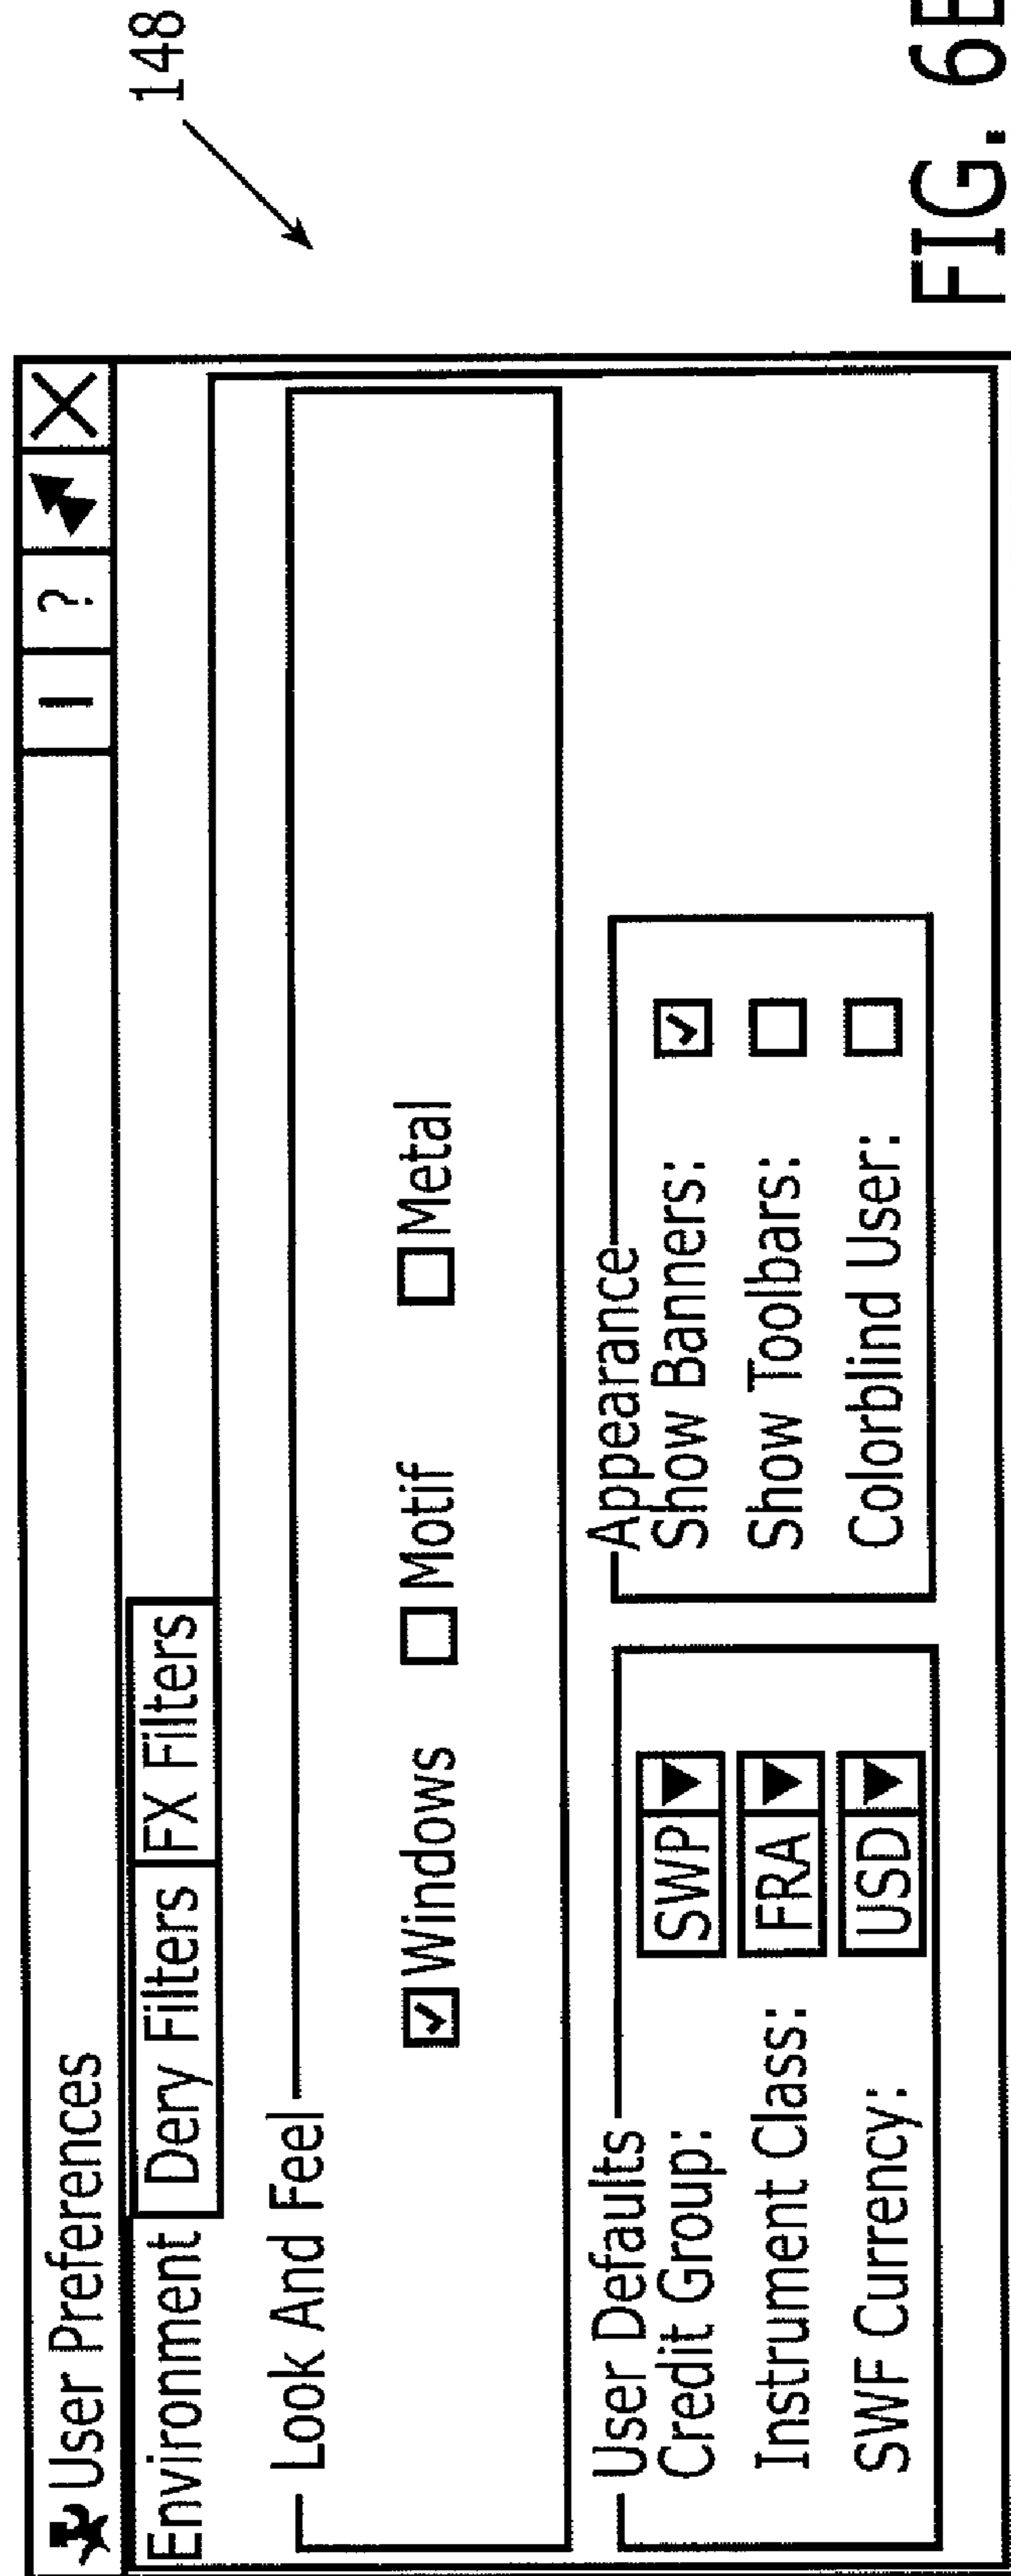 User Preferences
I ? X
Environment Dery Filters FX Filters
Look And Feel
Windows Motif Metal
User Defaults
Credit Group: SWP
Instrument Class: FRA
SWF Currency: USD
Appearance
Show Banners:
Show Toolbars:
Colorblind User:
148
FIG. 6E